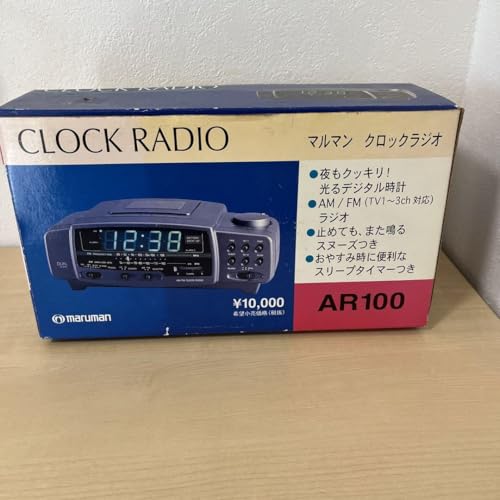 CLOCK RADIO
CLOCK RADIO
マルマン クロックラジオ
●夜もクッキリ!
光るデジタル時計
●AM / FM (TV1～3ch 対応)
ラジオ
●止めても、また鳴る
スヌーズつき
●おやすみ時に便利な
スリープタイマーつき
12:38
¥10,000
希望小売価格(税抜)
maruman
AR100